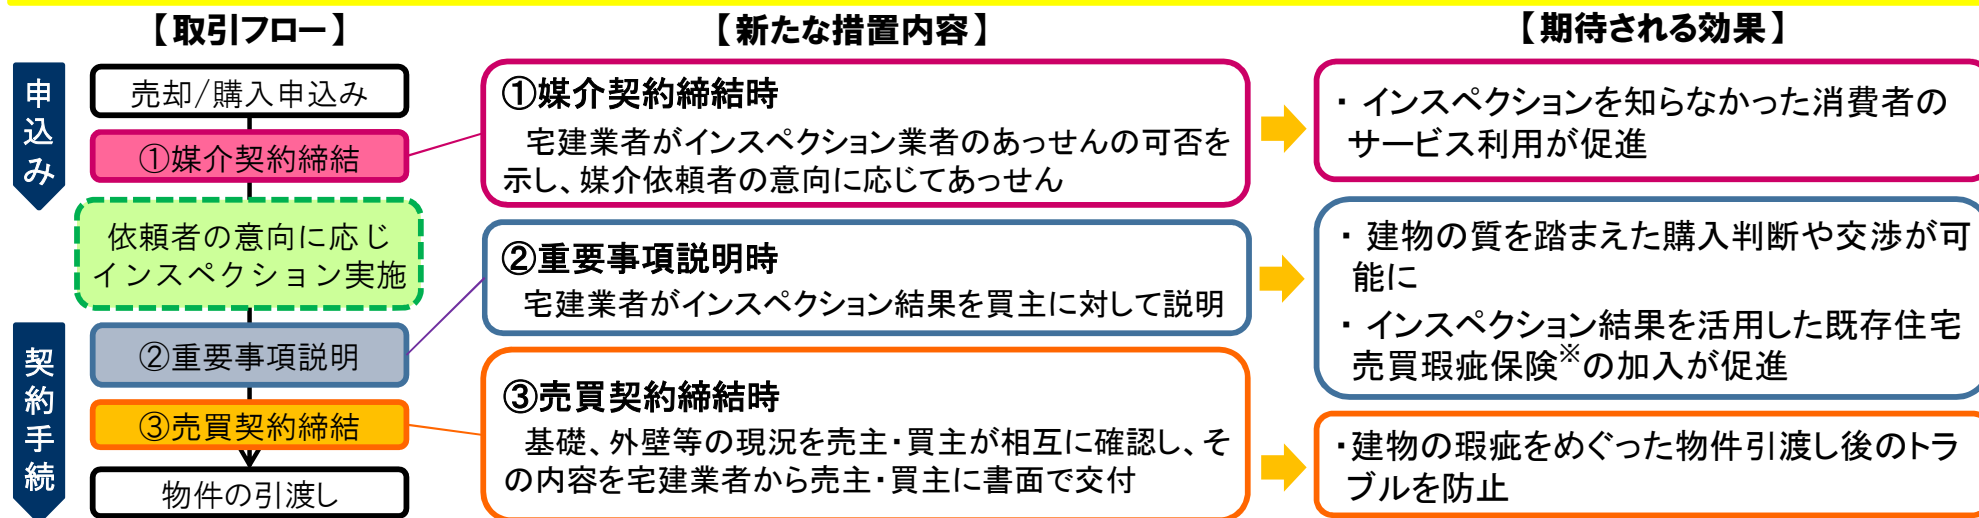 【取引フロー】
【新たな措置内容】
【期待される効果】
申込み
売却/購入申込み
①媒介契約締結
依頼者の意向に応じ
インスペクション実施
契約手続
②重要事項説明
③売買契約締結
物件の引渡し
①媒介契約締結時
宅建業者がインスペクション業者のあっせんの可否を
示し、媒介依頼者の意向に応じてあっせん
②重要事項説明時
宅建業者がインスペクション結果を買主に対して説明
③売買契約締結時
基礎、外壁等の現況を売主・買主が相互に確認し、そ
の内容を宅建業者から売主・買主に書面で交付
・インスペクションを知らなかった消費者の
サービス利用が促進
・建物の質を踏まえた購入判断や交渉が可
能に
・インスペクション結果を活用した既存住宅
売買瑕疵保険※の加入が促進
・建物の瑕疵をめぐった物件引渡し後のトラ
ブルを防止